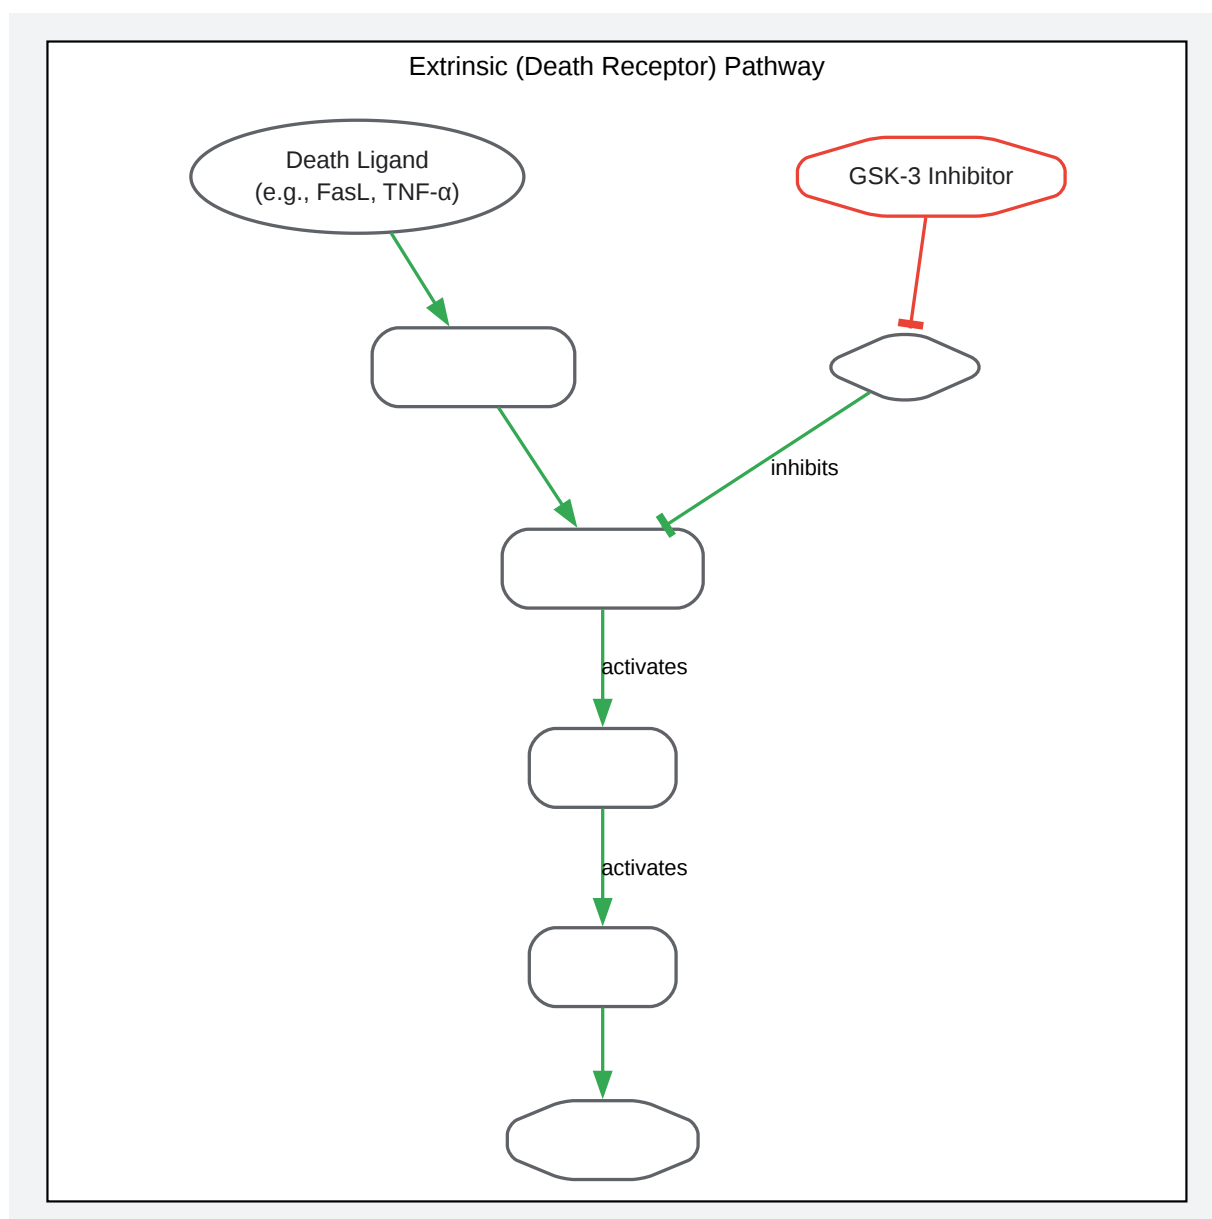 Extrinsic (Death Receptor) Pathway
Death Ligand
(e.g., FasL, TNF-α)
GSK-3 Inhibitor
inhibits
activates
activates